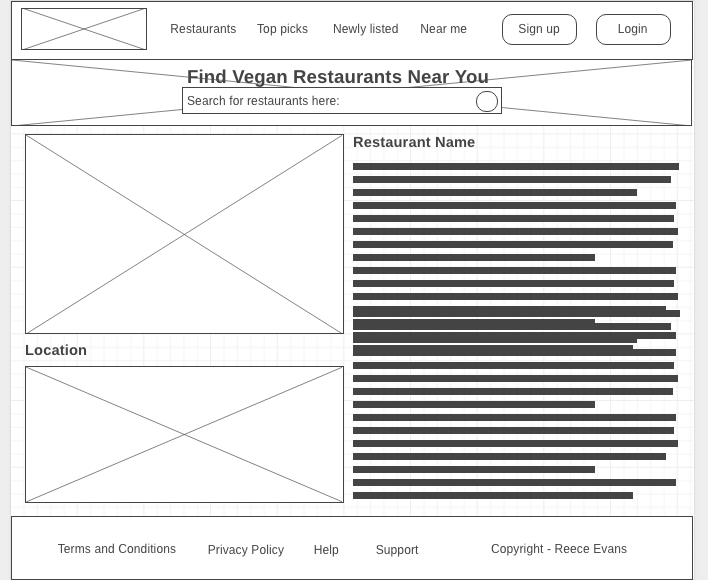 Restaurants Top picks Newly listed Near me Sign up Login
Find Vegan Restaurants Near You
Search for restaurants here:
Restaurant Name
Location
Terms and Conditions Privacy Policy Help Support Copyright - Reece Evans